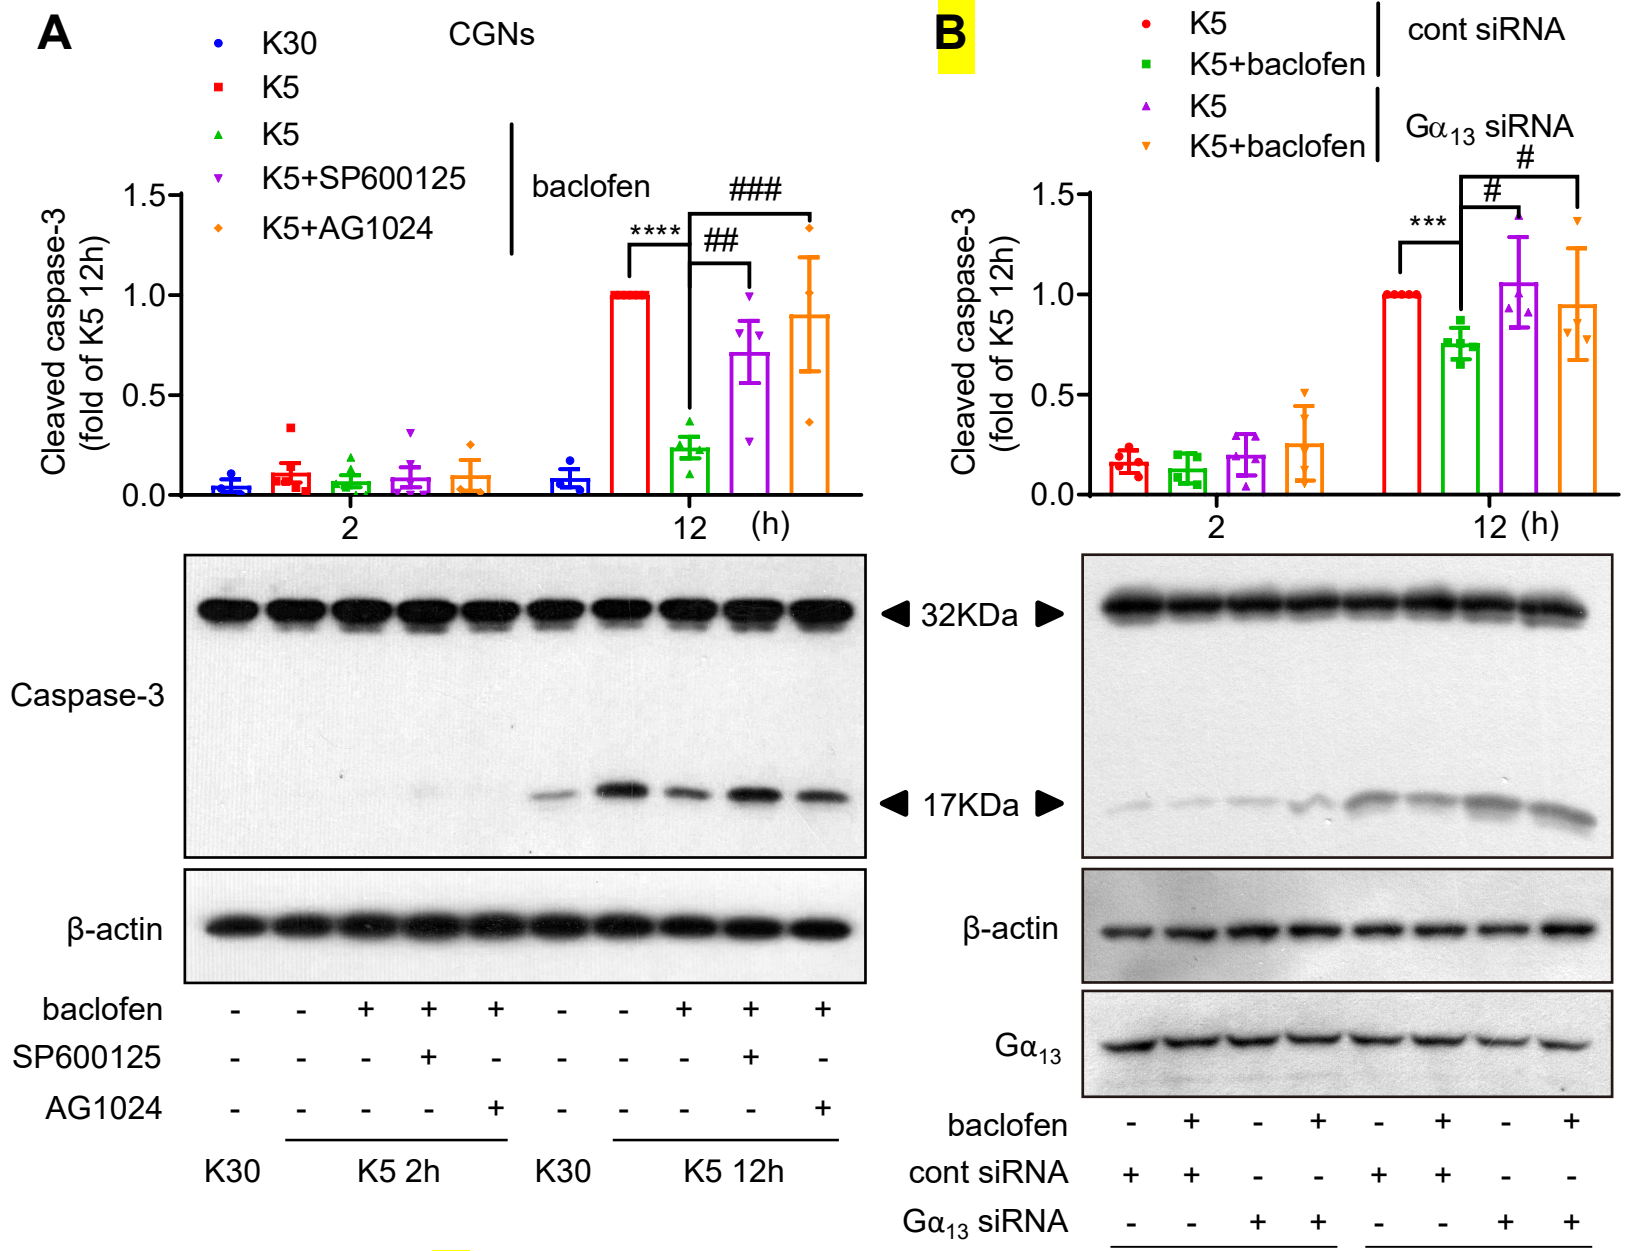 A
CGNs
K30
K5
K5
K5+SP600125
K5+AG1024
baclofen
Cleaved caspase-3
(fold of K5 12h)
1.5
1.0
0.5
0.0
****
##
###
2
12
(h)
B
K5
K5+baclofen
cont siRNA
K5
K5+baclofen
Gα13 siRNA
Cleaved caspase-3
(fold of K5 12h)
1.5
1.0
0.5
0.0
***
#
#
2
12
(h)
Caspase-3
32KDa
17KDa
β-actin
β-actin
Gα13
baclofen - - + + + - - + + +
SP600125 - - - + - - - - + -
AG1024 - - - - + - - - - +
K30 K5 2h K30 K5 12h
baclofen - + - + - + - +
cont siRNA + + - - + + - -
Gα13 siRNA - - + + - - + +